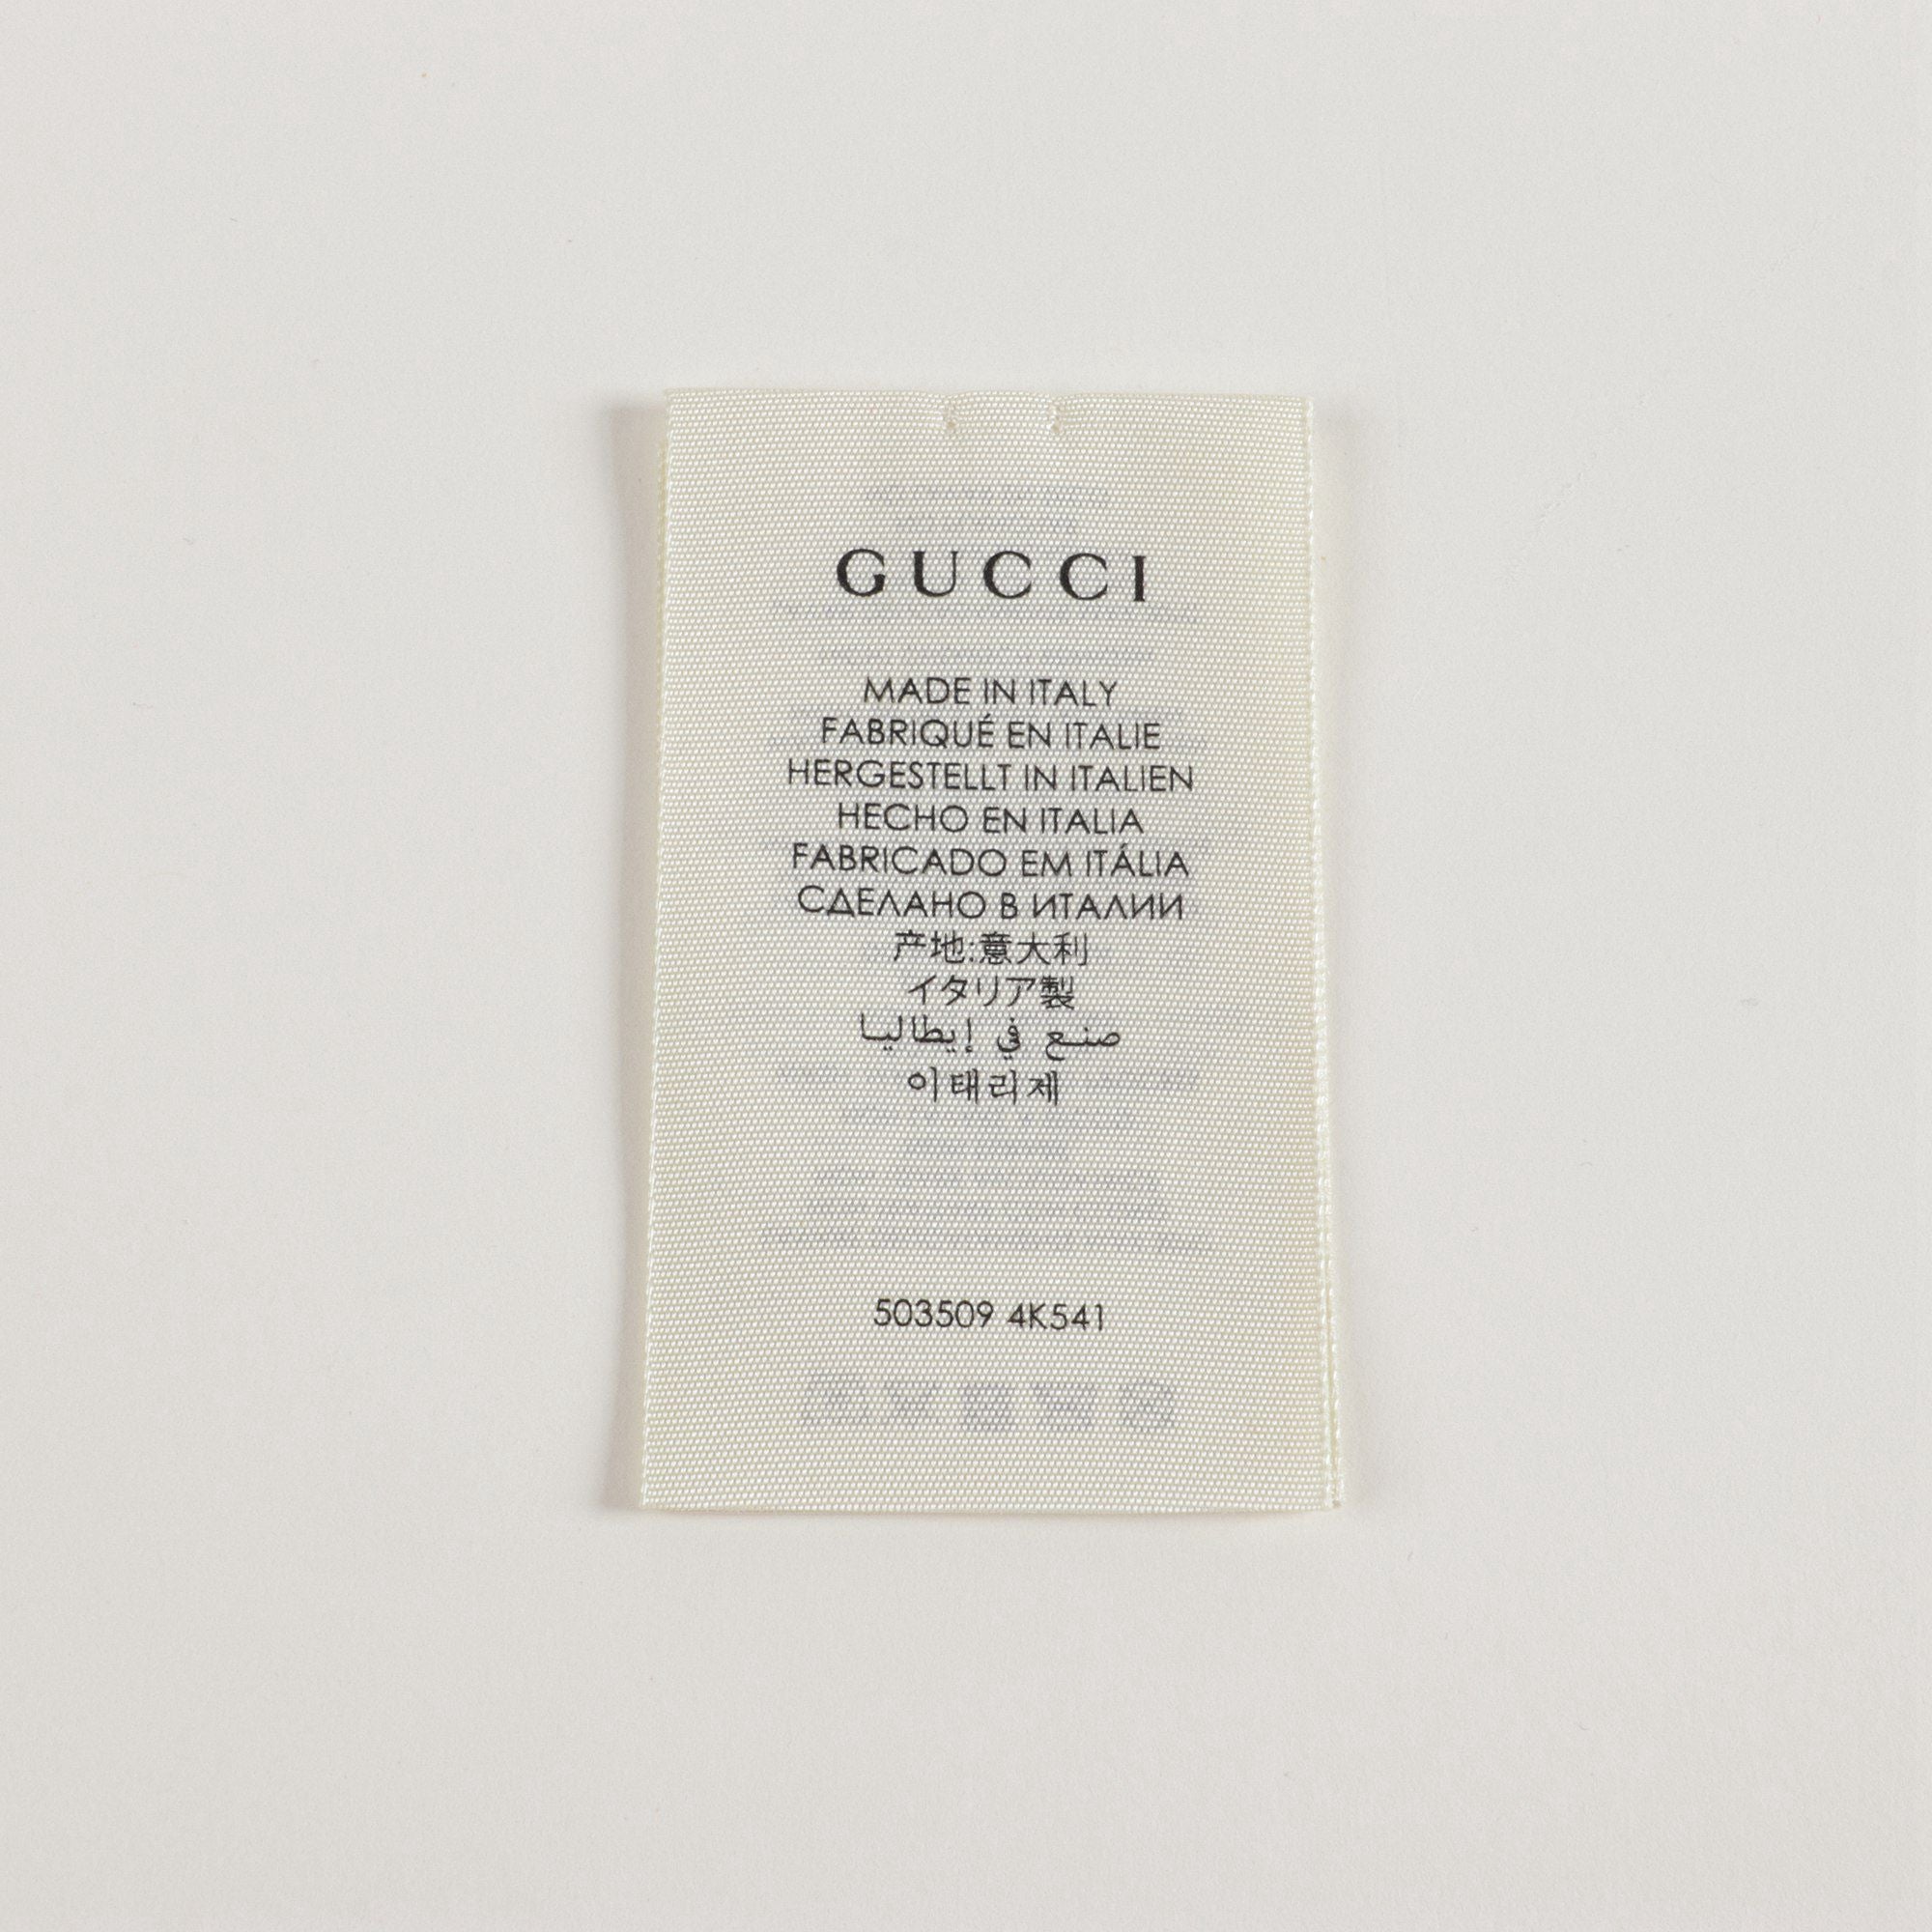 GUCCI
MADE IN ITALY
FABRIQUÉ EN ITALIE
HERGESTELLT IN ITALIEN
HECHO EN ITALIA
FABRICADO EM ITÁLIA
СДЕЛАНО В ИТАЛИИ
产地:意大利
イタリア製
صنع في إيطاليا
이태리제
503509 4K541